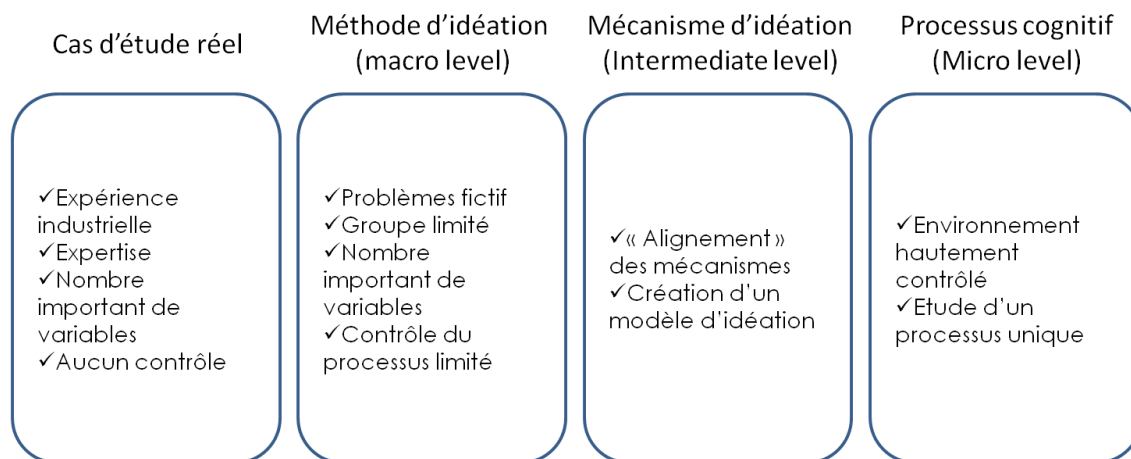 Cas d'étude réel
Méthode d'idéation
(macro level)
Mécanisme d'idéation
(Intermediate level)
Processus cognitif
(Micro level)
✓Expérience
industrielle
✓Expertise
✓Nombre
important de
variables
✓Aucun contrôle
✓Problèmes fictif
✓Groupe limité
✓Nombre
important de
variables
✓Contrôle du
processus limité
✓« Alignement »
des mécanismes
✓Création d'un
modèle d'idéation
✓Environnement
hautement
contrôlé
✓Etude d'un
processus unique